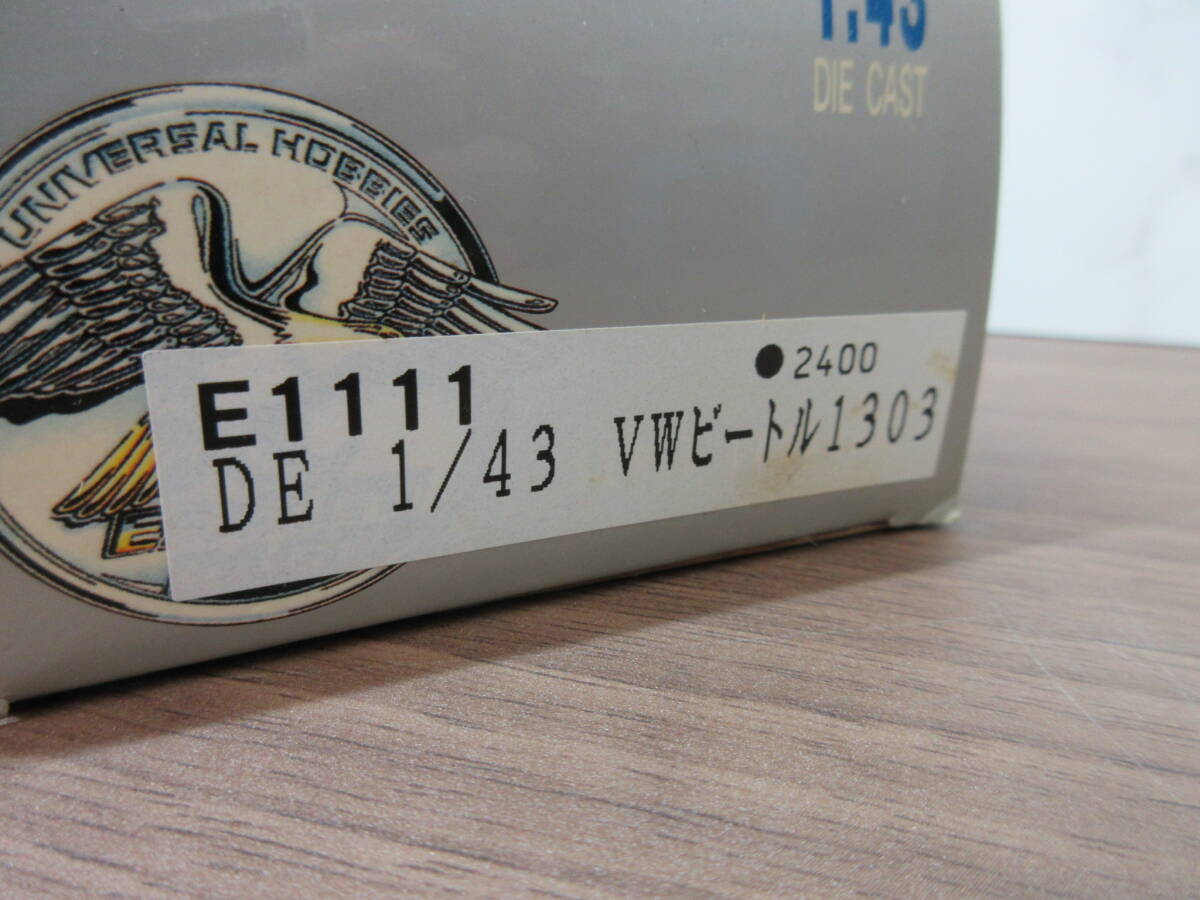 1:43
DIE CAST
UNIVERSAL HOBBIES
E1111
●2400
DE 1/43 VWビートル1303